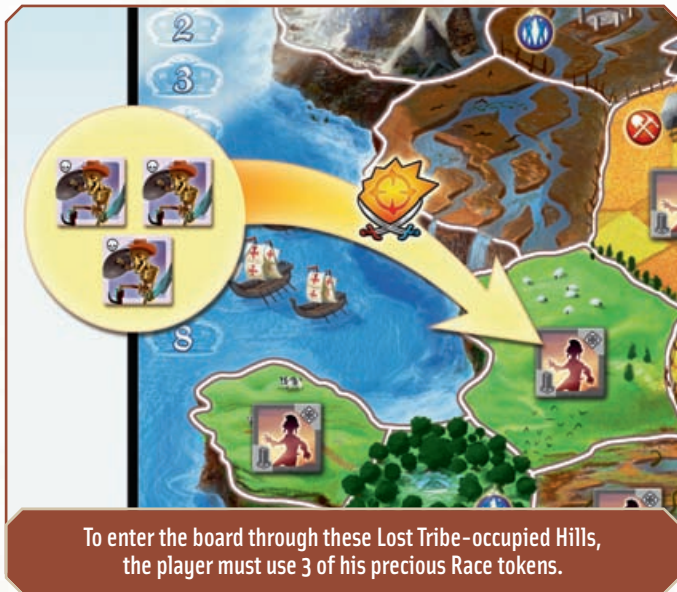 2
3
8
To enter the board through these Lost Tribe-occupied Hills,
the player must use 3 of his precious Race tokens.